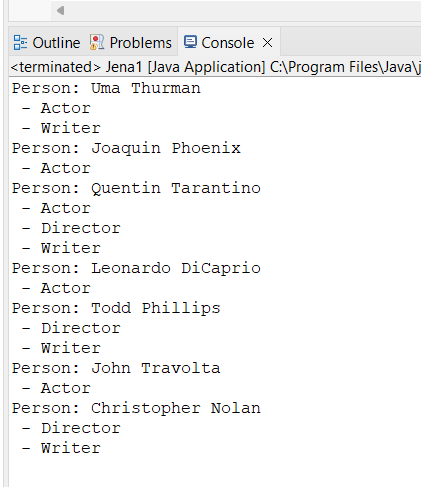 Outline Problems Console
<terminated> Jena1 [Java Application] C:\Program Files\Java\j
Person: Uma Thurman
- Actor
- Writer
Person: Joaquin Phoenix
- Actor
Person: Quentin Tarantino
- Actor
- Director
- Writer
Person: Leonardo DiCaprio
- Actor
Person: Todd Phillips
- Director
- Writer
Person: John Travolta
- Actor
Person: Christopher Nolan
- Director
- Writer